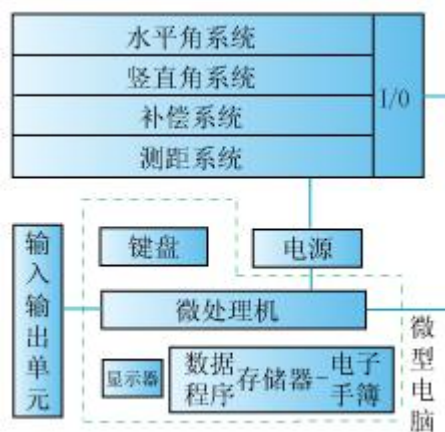 水平角系统
竖直角系统
补偿系统
测距系统
I/0
输入输出单元
键盘
电源
微处理机
显示器
数据
程序
存储器-
电子
手簿
微型电脑